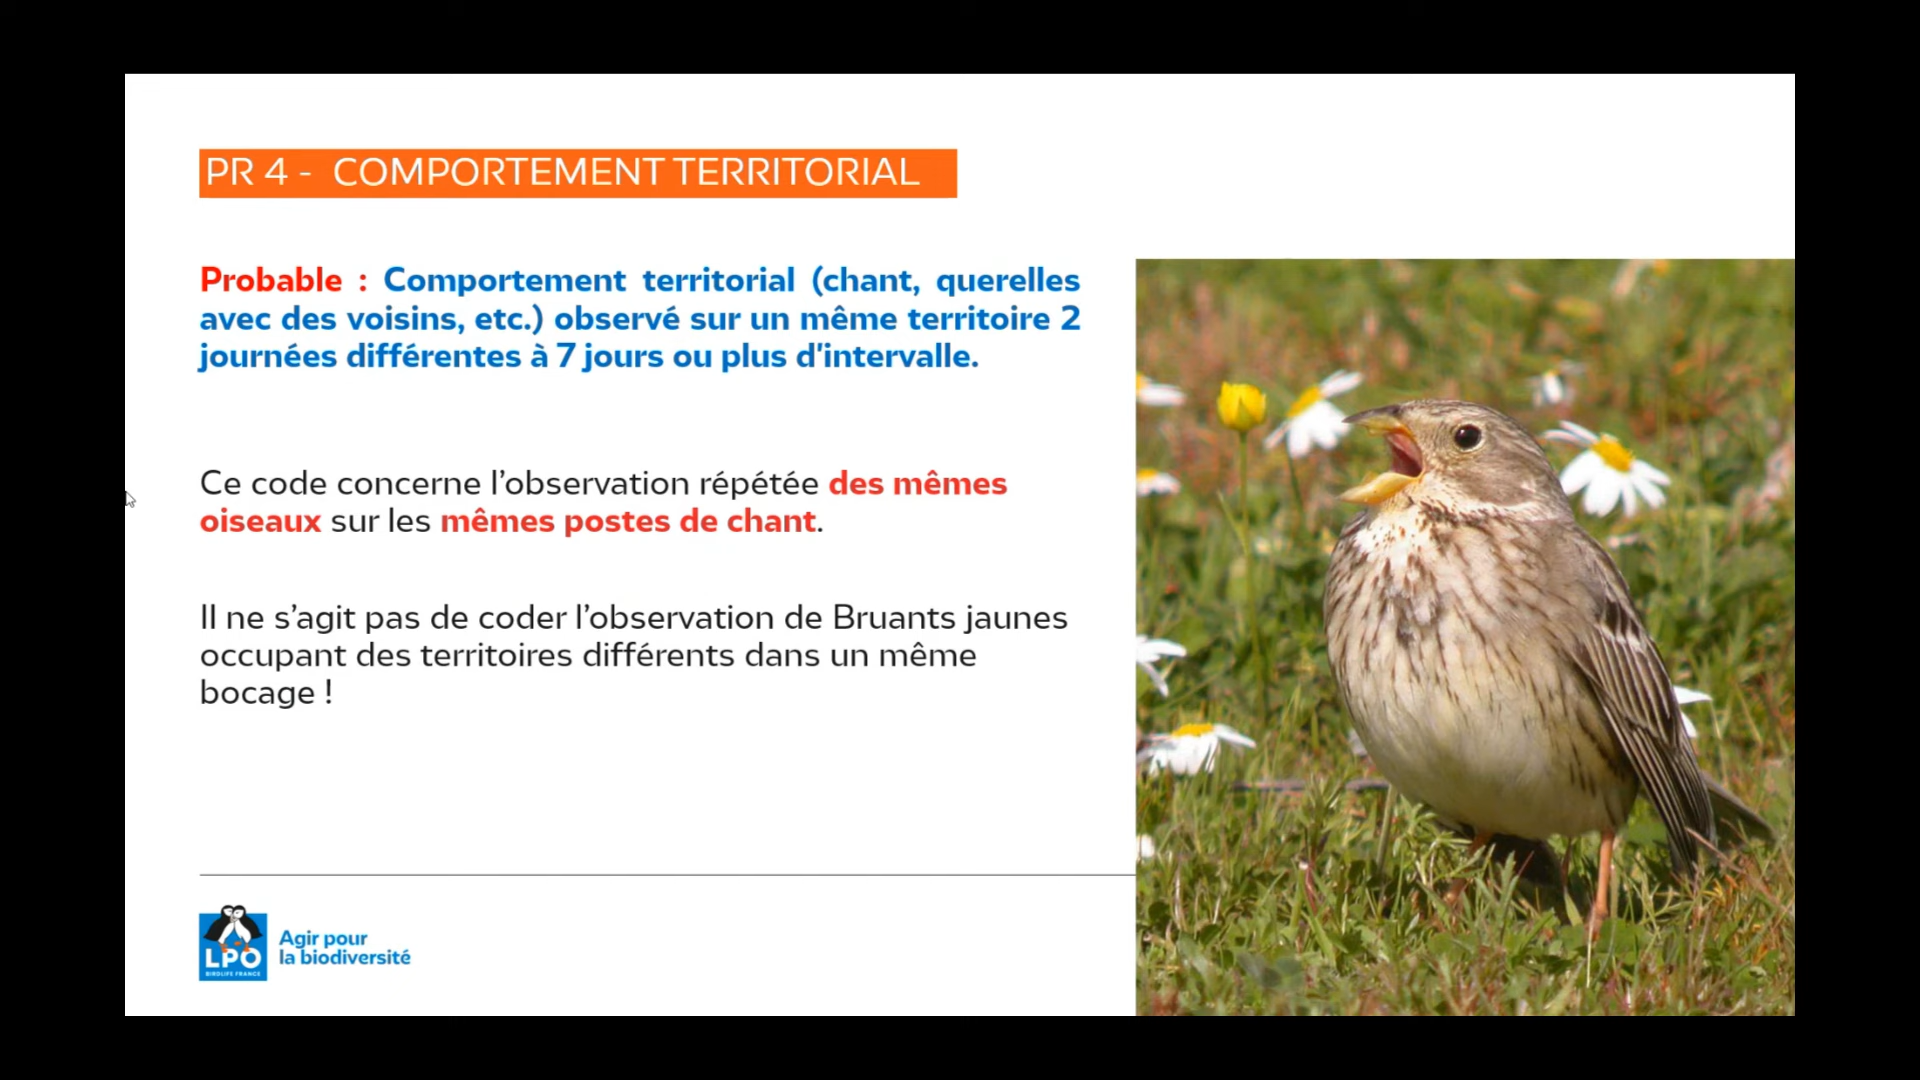 PR 4 - COMPORTEMENT TERRITORIAL
Probable : Comportement territorial (chant, querelles
avec des voisins, etc.) observé sur un même territoire 2
journées différentes à 7 jours ou plus d'intervalle.
Ce code concerne l’observation répétée des mêmes
oiseaux sur les mêmes postes de chant.
Il ne s’agit pas de coder l’observation de Bruants jaunes
occupant des territoires différents dans un même
bocage !
LPO
BIRDLIFE FRANCE
Agir pour
la biodiversité